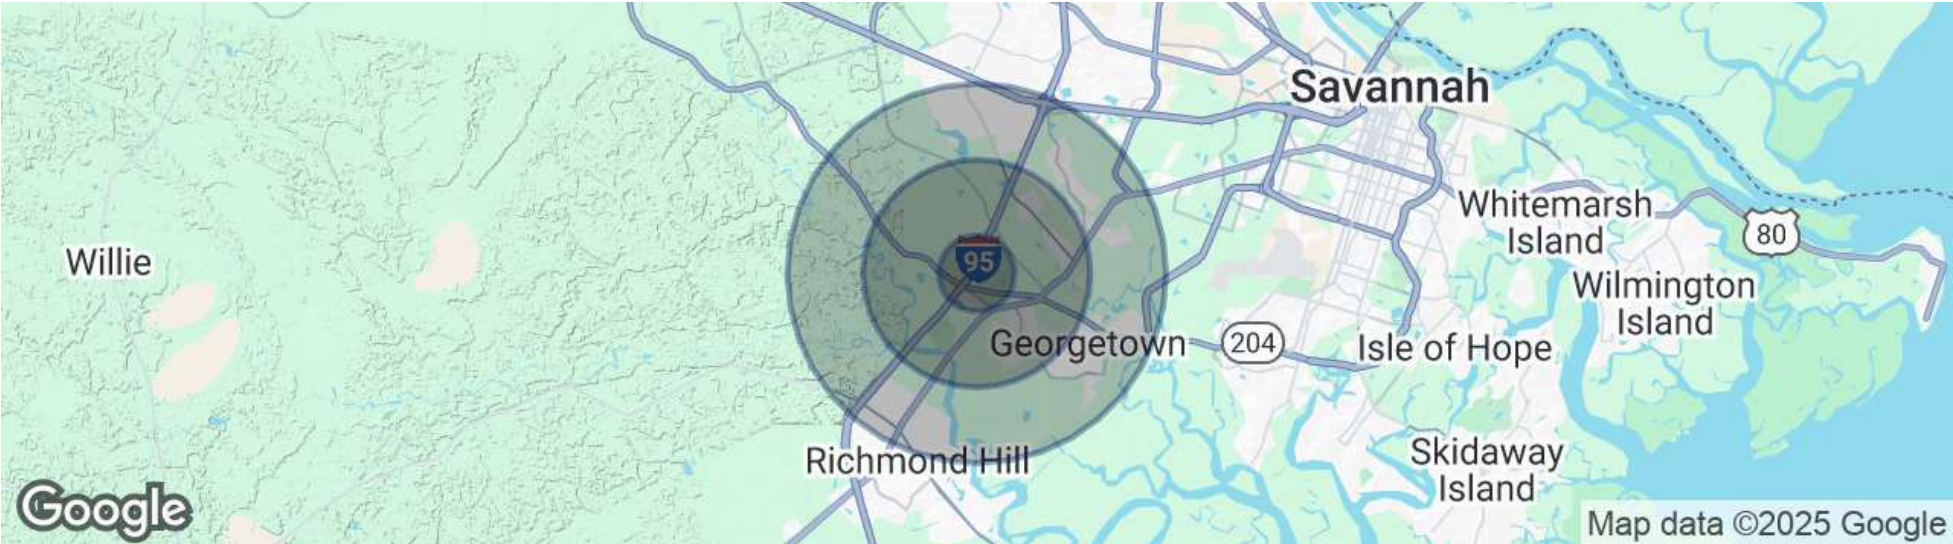 Savannah
Whitemarsh
Island
80
Willie
95
Wilmington
Island
Georgetown
204
Isle of Hope
Richmond Hill
Skidaway
Island
Google
Map data ©2025 Google